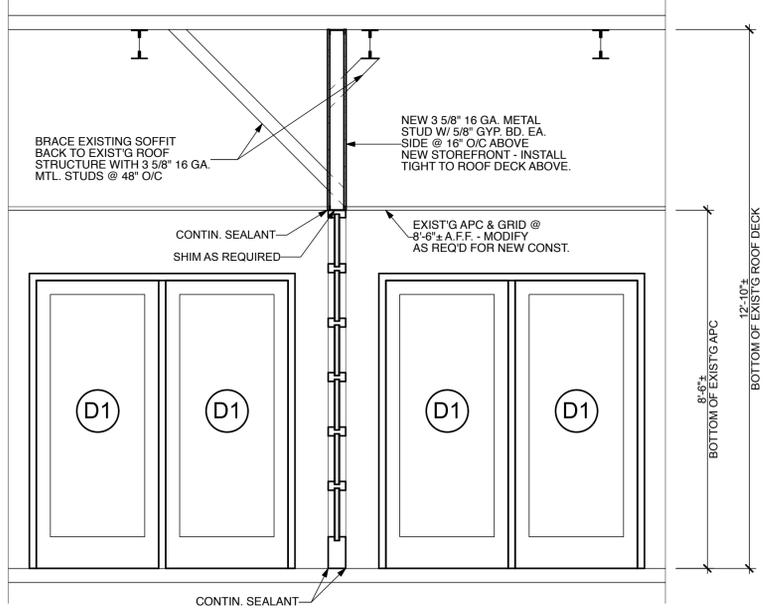 BRACE EXISTING SOFFIT
BACK TO EXIST'G ROOF
STRUCTURE WITH 3 5/8" 16 GA.
MTL. STUDS @ 48" O/C
NEW 3 5/8" 16 GA. METAL
STUD W/ 5/8" GYP. BD. EA.
SIDE @ 16" O/C ABOVE
NEW STOREFRONT - INSTALL
TIGHT TO ROOF DECK ABOVE.
CONTIN. SEALANT
SHIM AS REQUIRED
EXIST'G APC & GRID @
8'-6"± A.F.F. - MODIFY
AS REQ'D FOR NEW CONST.
D1
D1
D1
D1
8'-6"±
BOTTOM OF EXIST'G APC
12'-10"±
BOTTOM OF EXIST'G ROOF DECK
CONTIN. SEALANT